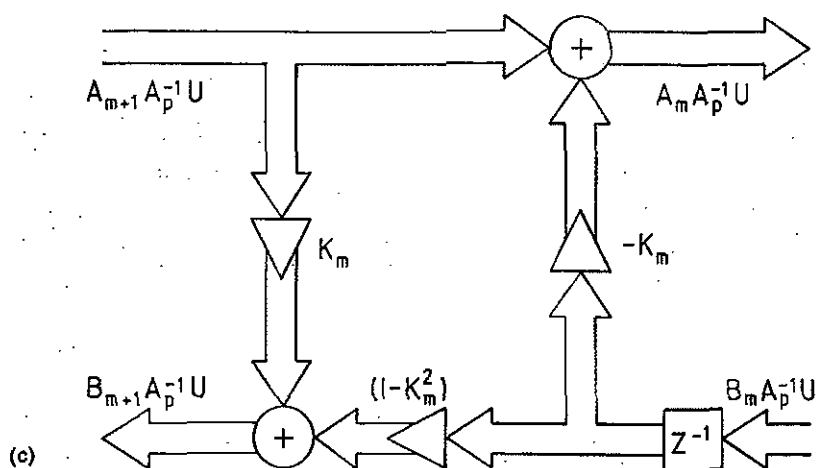 +
A_{m+1} A_p^{-1} U
A_m A_p^{-1} U
K_m
-K_m
B_{m+1} A_p^{-1} U
(1-K_m^2)
B_m A_p^{-1} U
(c)
+
Z^{-1}